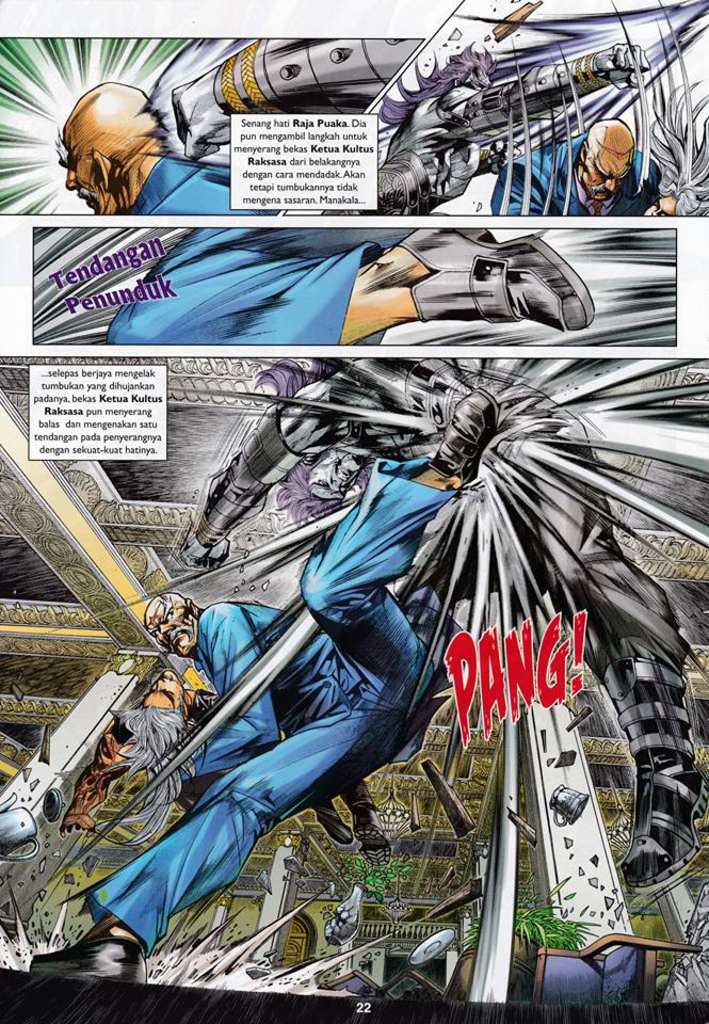 Senang hati Raja Puaka. Dia
pun mengambil langkah untuk
menyerang bekas Ketua Kultus
Raksasa dari belakangnya
dengan mendadak. Akan
tetapi tumbukannya tidak
mengena sasaran. Manakala...
Tendangan
Penunduk
...selepas berjaya mengelak
tumbukan yang dihujankan
padanya, bekas Ketua Kultus
Raksasa pun menyerang
balas dan mengenakan satu
tendangan pada penyerangnya
dengan sekuat-kuat hatinya.
PANG!
22